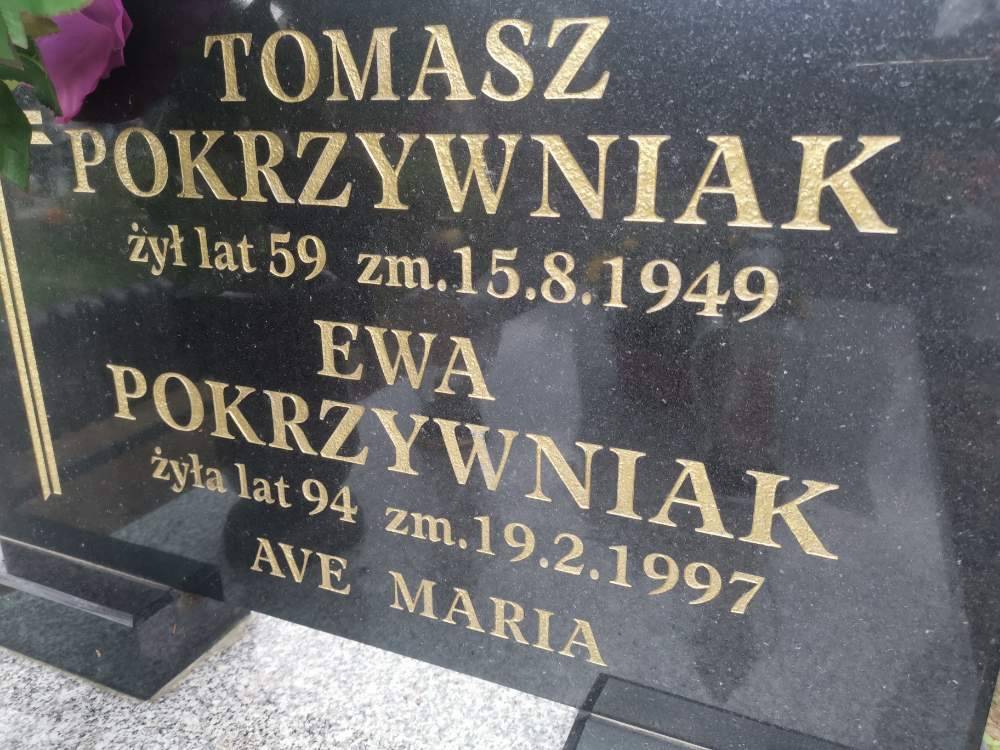 TOMASZ
POKRZYWNIAK
żył lat 59 zm.15.8.1949
EWA
POKRZYWNIAK
żyła lat 94 zm.19.2.1997
AVE MARIA